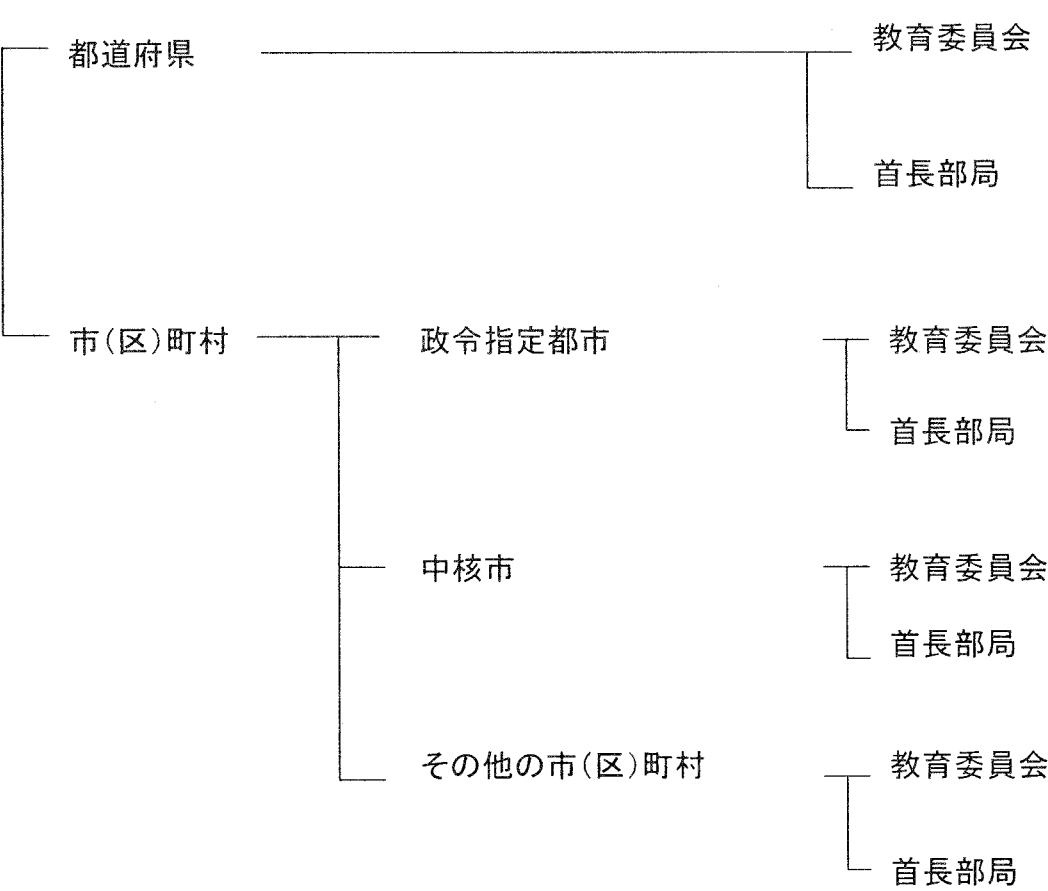 都道府県
教育委員会
首長部局
市(区)町村
政令指定都市
教育委員会
首長部局
中核市
教育委員会
首長部局
その他の市(区)町村
教育委員会
首長部局